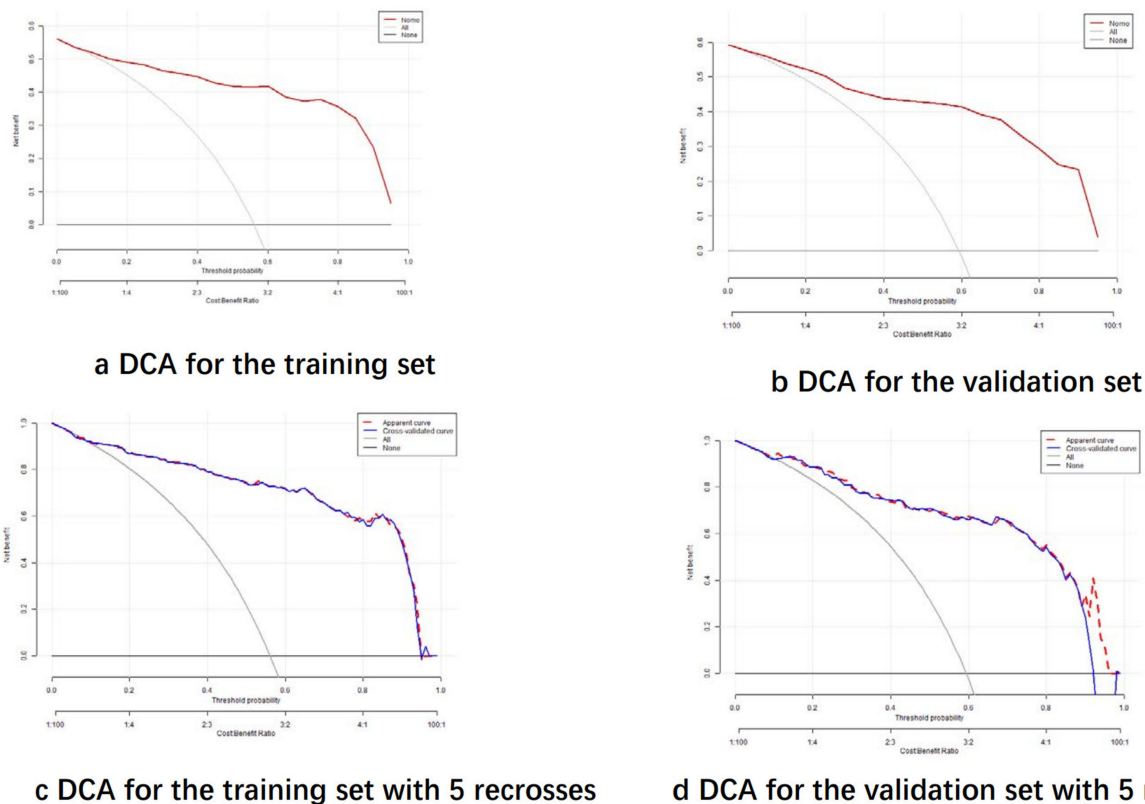 Nomo
All
None
0.6
0.5
0.4
0.3
0.2
0.1
0.0
Net benefit
0.0 0.2 0.4 0.6 0.8 1.0
Threshold probability
1:100 1:4 2:3 3:2 4:1 100:1
Cost:Benefit Ratio
a DCA for the training set
Nomo
All
None
0.6
0.5
0.4
0.3
0.2
0.1
0.0
Net benefit
0.0 0.2 0.4 0.6 0.8 1.0
Threshold probability
1:100 1:4 2:3 3:2 4:1 100:1
Cost:Benefit Ratio
b DCA for the validation set
Apparent curve
Cross-validated curve
All
None
1.0
0.8
0.6
0.4
0.2
0.0
Net benefit
0.0 0.2 0.4 0.6 0.8 1.0
Threshold probability
1:100 1:4 2:3 3:2 4:1 100:1
Cost:Benefit Ratio
c DCA for the training set with 5 recrosses
Apparent curve
Cross-validated curve
All
None
1.0
0.8
0.6
0.4
0.2
0.0
Net benefit
0.0 0.2 0.4 0.6 0.8 1.0
Threshold probability
1:100 1:4 2:3 3:2 4:1 100:1
Cost:Benefit Ratio
d DCA for the validation set with 5